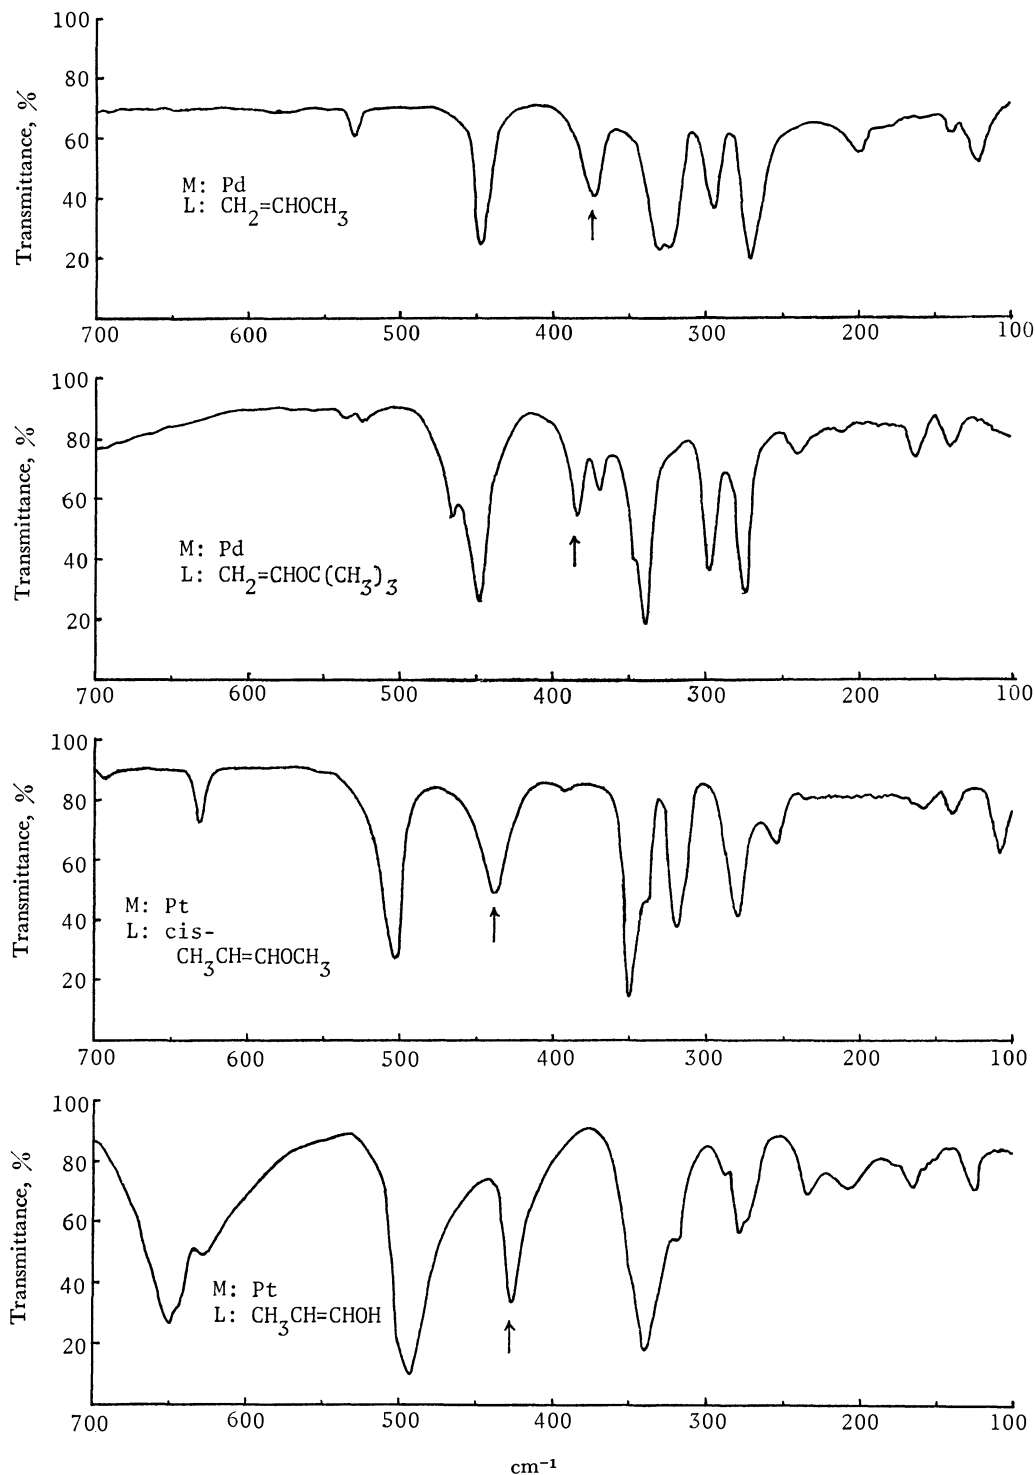 Transmittance, %
100
80
60
40
20
M: Pd
L: CH2=CHOCH3
700 600 500 400 300 200 100
Transmittance, %
100
80
60
40
20
M: Pd
L: CH2=CHOC(CH3)3
700 600 500 400 300 200 100
Transmittance, %
100
80
60
40
20
M: Pt
L: cis-
CH3CH=CHOCH3
700 600 500 400 300 200 100
Transmittance, %
100
80
60
40
20
M: Pt
L: CH3CH=CHOH
700 600 500 400 300 200 100
cm⁻¹